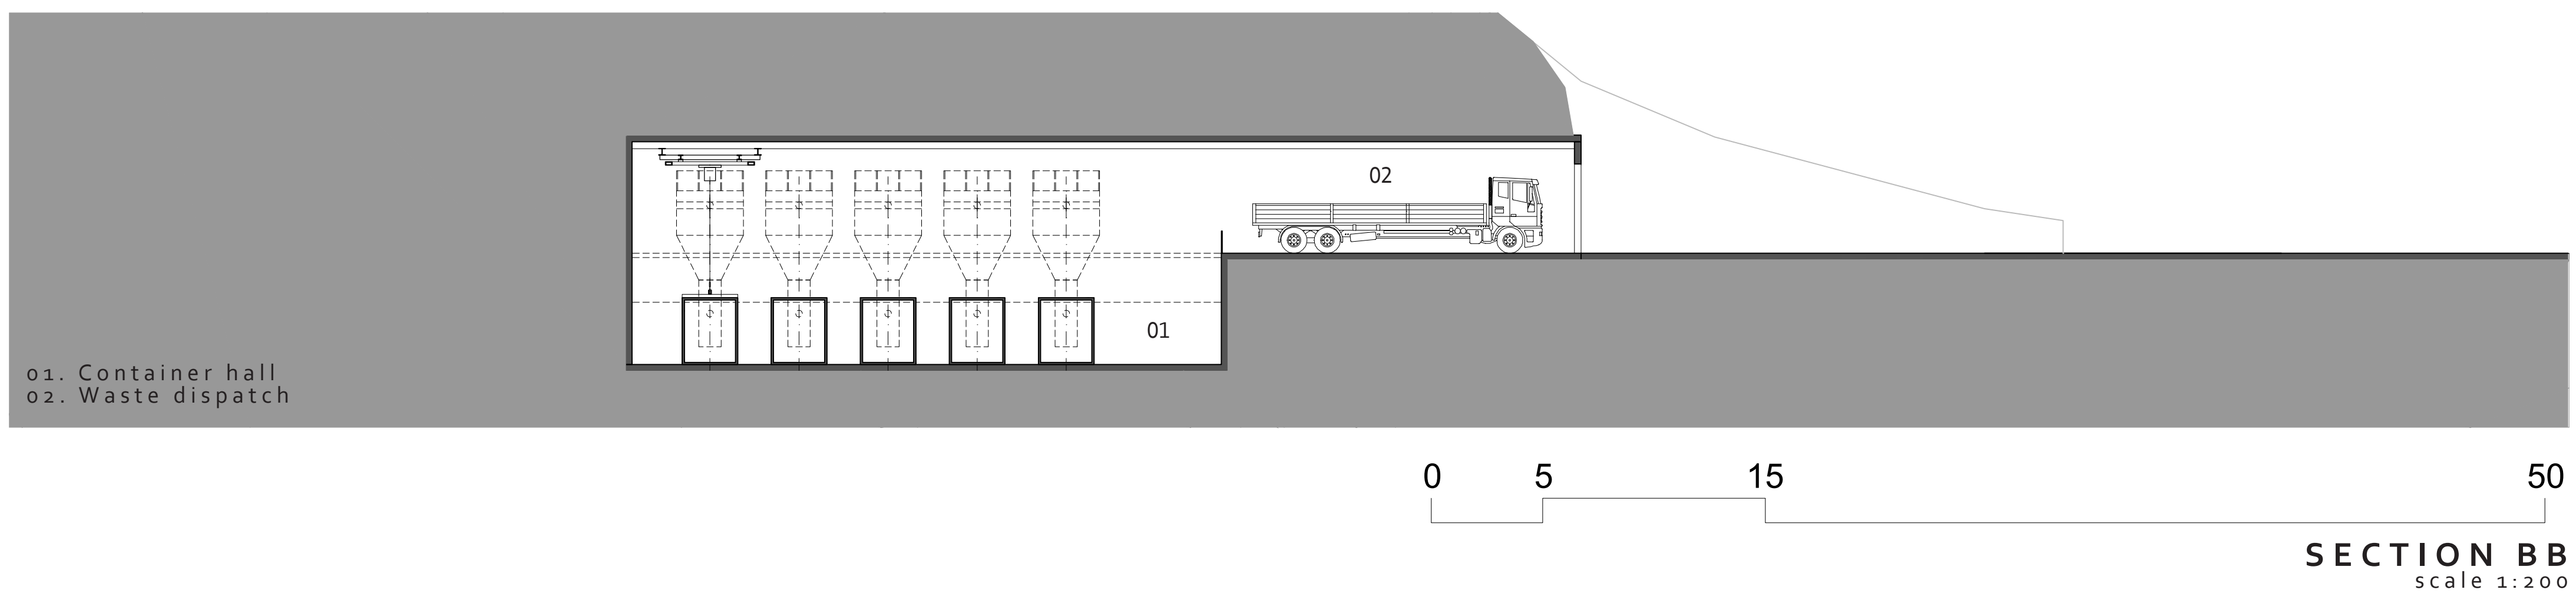 02
01
01. Container hall
02. Waste dispatch
0 5 15 50
SECTION BB
scale 1:200